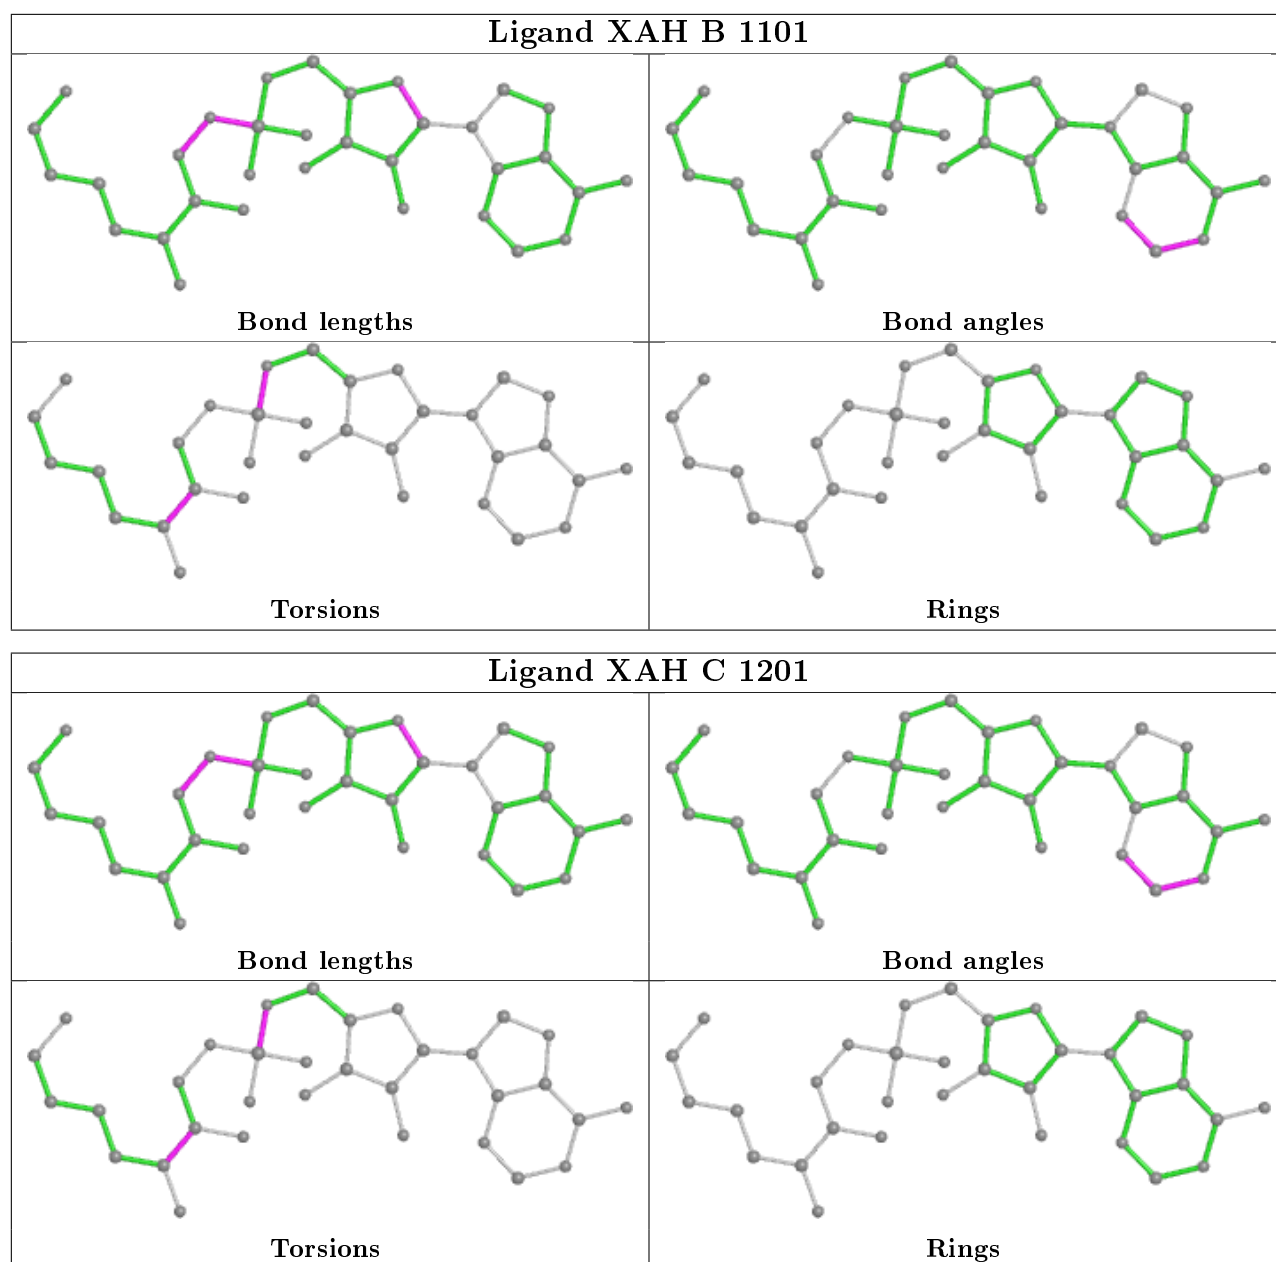 Ligand XAH B 1101
Bond lengths
Bond angles
Torsions
Rings
Ligand XAH C 1201
Bond lengths
Bond angles
Torsions
Rings